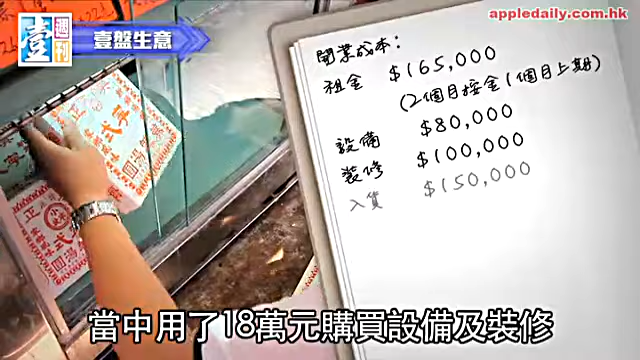 appledaily.com.hk
壹週刊
壹盤生意
開業成本:
租金 $165,000
(2個月按金1個月上期)
設備 $80,000
裝修 $100,000
入貨 $150,000
正
式
當中用了18萬元購買設備及裝修